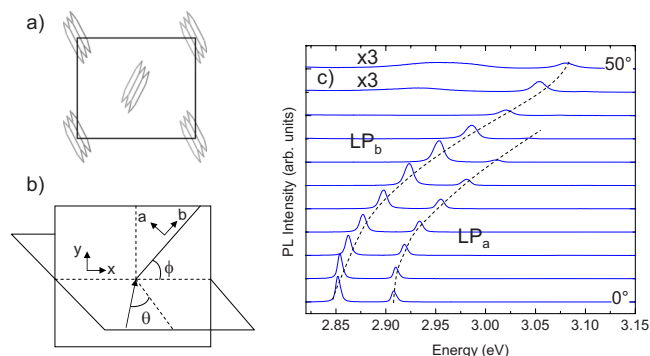 a)
b)
a
b
y
x
ϕ
θ
c)
x3
x3
50°
LP_b
LP_a
0°
PL Intensity (arb. units)
2.85
2.90
2.95
3.00
3.05
3.10
3.15
Energy (eV)